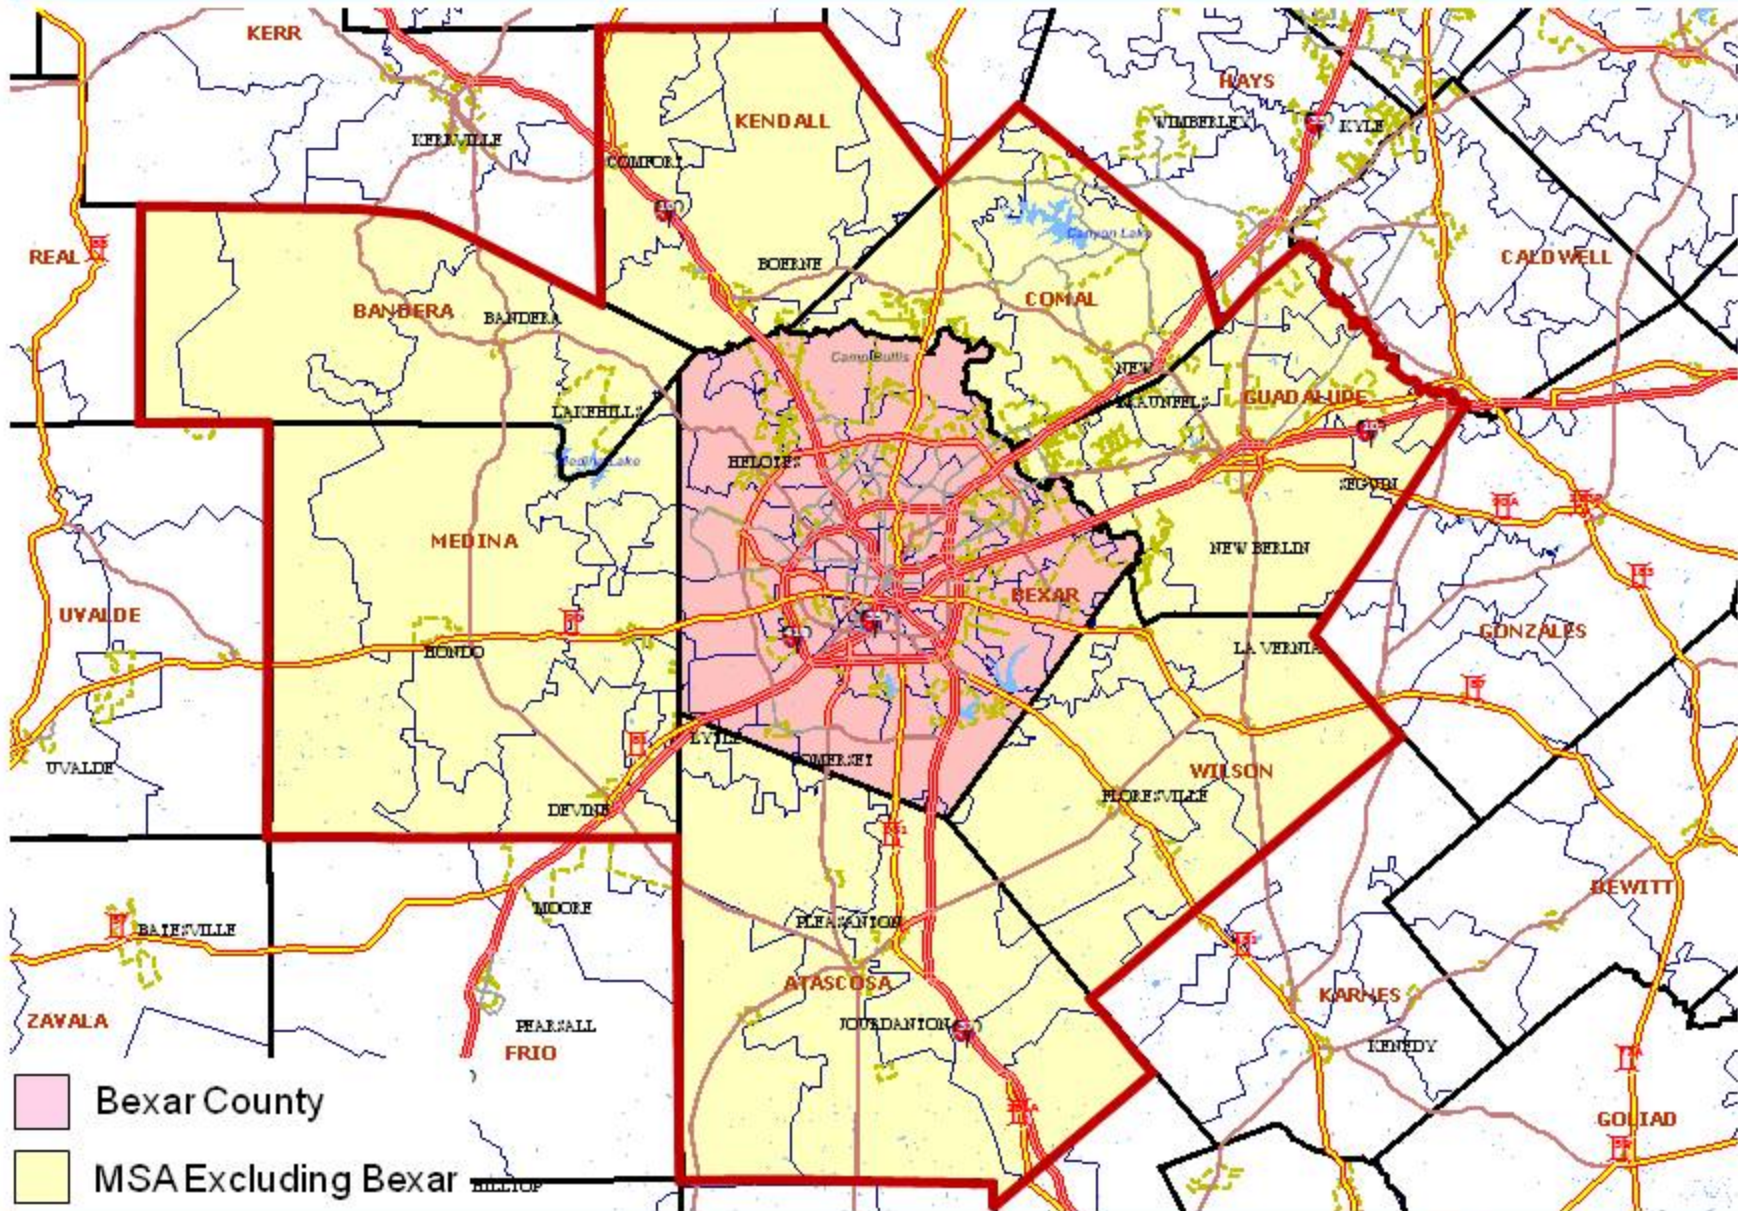 KERR
HAYS
KENDALL
WIMBERLEY
KYLE
KERRVILLE
COMFORT
Canyon Lake
REAL
CALDWELL
BOERNE
COMAL
BANDERA
BANDERA
Camp Bullis
NEW
BRAUNFELS
GUADALUPE
LAKEHILLS
Medina Lake
HELOTES
SEGUIN
MEDINA
NEW BERLIN
BEXAR
UVALDE
GONZALES
HONDO
LA VERNIA
LYTLE
SOMERSET
UVALDE
WILSON
FLORESVILLE
DEVINE
DEWITT
MOORE
PLEASANTON
BATESVILLE
ATASCOSA
KARNES
ZAVALA
PEARSALL
JOURDANTON
FRIO
KENEDY
Bexar County
GOLIAD
MSA Excluding Bexar
HILLTOP